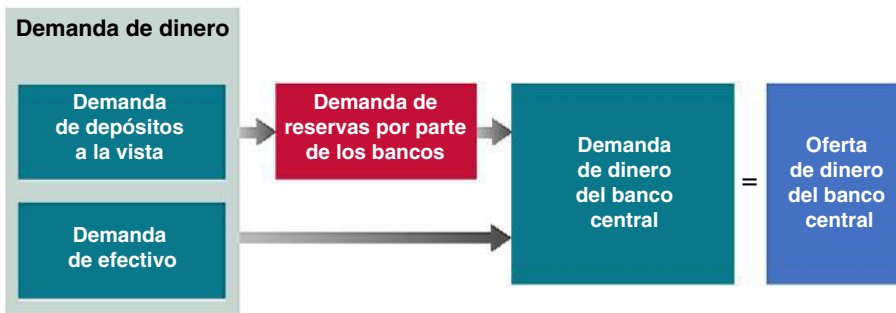 Demanda de dinero
Demanda
de depósitos
a la vista
Demanda de
reservas por parte
de los bancos
Demanda
de dinero
del banco
central
=
Oferta
de dinero
del banco
central
Demanda
de efectivo